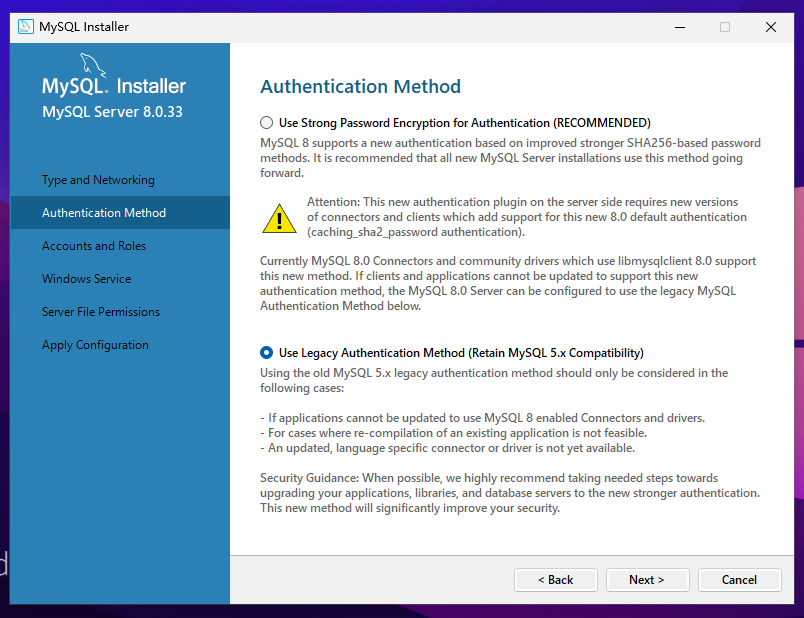 MySQL Installer
MySQL. Installer
MySQL Server 8.0.33
Type and Networking
Authentication Method
Accounts and Roles
Windows Service
Server File Permissions
Apply Configuration
Authentication Method
Use Strong Password Encryption for Authentication (RECOMMENDED)
MySQL 8 supports a new authentication based on improved stronger SHA256-based password
methods. It is recommended that all new MySQL Server installations use this method going
forward.
Attention: This new authentication plugin on the server side requires new versions
of connectors and clients which add support for this new 8.0 default authentication
(caching_sha2_password authentication).
Currently MySQL 8.0 Connectors and community drivers which use libmysqlclient 8.0 support
this new method. If clients and applications cannot be updated to support this new
authentication method, the MySQL 8.0 Server can be configured to use the legacy MySQL
Authentication Method below.
Use Legacy Authentication Method (Retain MySQL 5.x Compatibility)
Using the old MySQL 5.x legacy authentication method should only be considered in the
following cases:
- If applications cannot be updated to use MySQL 8 enabled Connectors and drivers.
- For cases where re-compilation of an existing application is not feasible.
- An updated, language specific connector or driver is not yet available.
Security Guidance: When possible, we highly recommend taking needed steps towards
upgrading your applications, libraries, and database servers to the new stronger authentication.
This new method will significantly improve your security.
< Back
Next >
Cancel